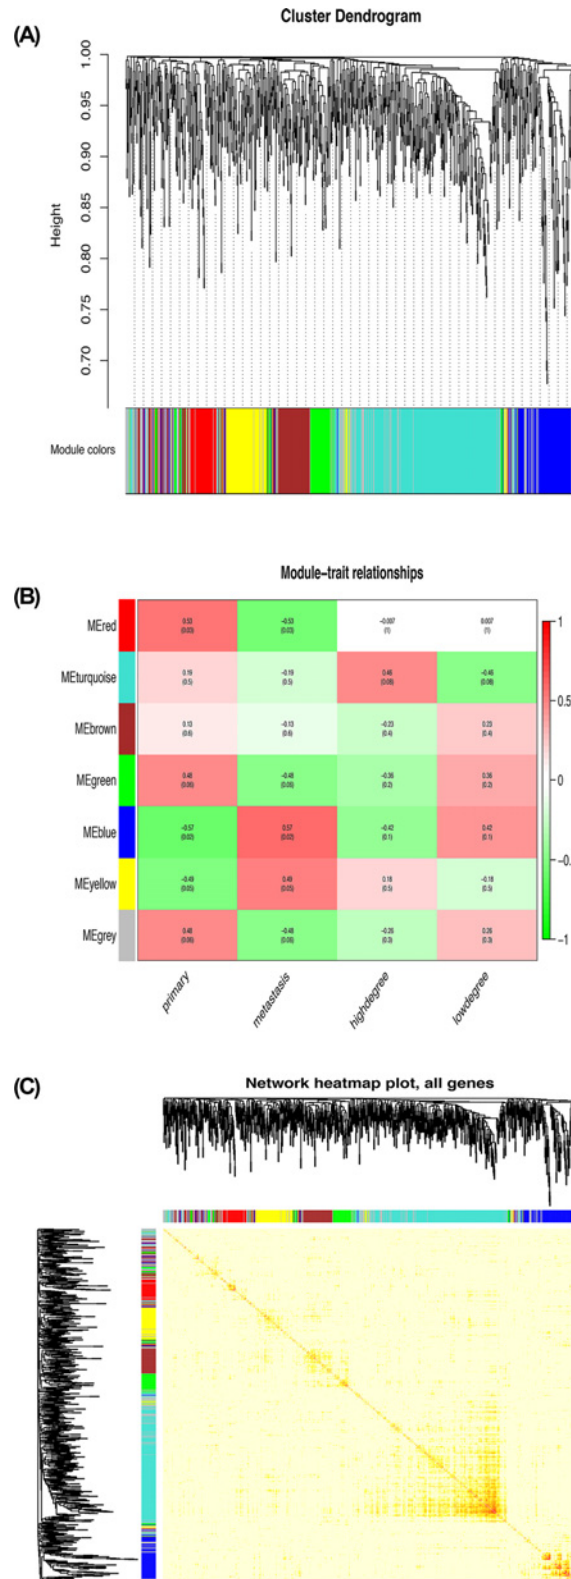 (A)
Cluster Dendrogram
1.00
0.95
0.90
0.85
0.80
0.75
0.70
Height
Module colors
(B)
Module–trait relationships
MEred
0.53 −0.53 −0.007 0.007
(0.03) (0.03) (1) (1)
MEturquoise
0.19 −0.19 0.46 −0.46
(0.5) (0.5) (0.08) (0.08)
MEbrown
0.13 −0.13 −0.23 0.23
(0.6) (0.6) (0.4) (0.4)
MEgreen
0.48 −0.48 −0.36 0.36
(0.06) (0.06) (0.2) (0.2)
MEblue
−0.57 0.57 −0.42 0.42
(0.02) (0.02) (0.1) (0.1)
MEyellow
−0.49 0.49 0.18 −0.18
(0.05) (0.05) (0.5) (0.5)
MEgrey
0.48 −0.48 −0.26 0.26
(0.06) (0.06) (0.3) (0.3)
1
0.5
0
−0.5
−1
primary
metastasis
highdegree
lowdegree
(C)
Network heatmap plot, all genes